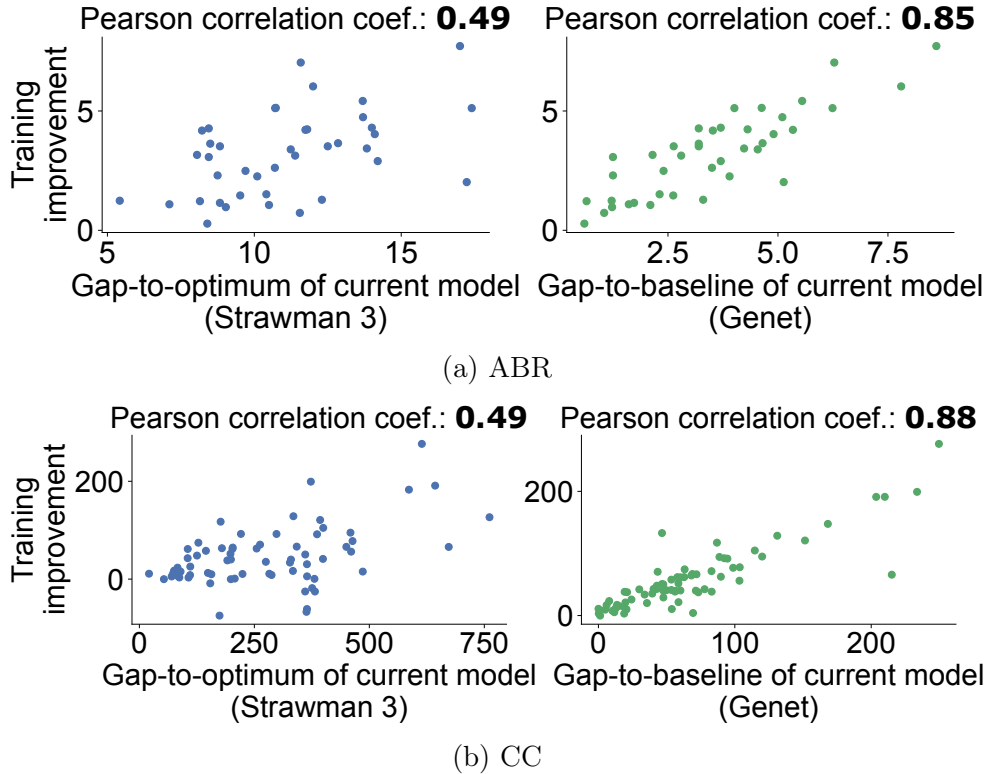 Pearson correlation coef.: 0.49
Pearson correlation coef.: 0.85
Training
improvement
5
0
5
10
15
2.5
5.0
7.5
Gap-to-optimum of current model
(Strawman 3)
Gap-to-baseline of current model
(Genet)
(a) ABR
Pearson correlation coef.: 0.49
Pearson correlation coef.: 0.88
Training
improvement
200
0
0
250
500
750
200
0
0
100
200
Gap-to-optimum of current model
(Strawman 3)
Gap-to-baseline of current model
(Genet)
(b) CC